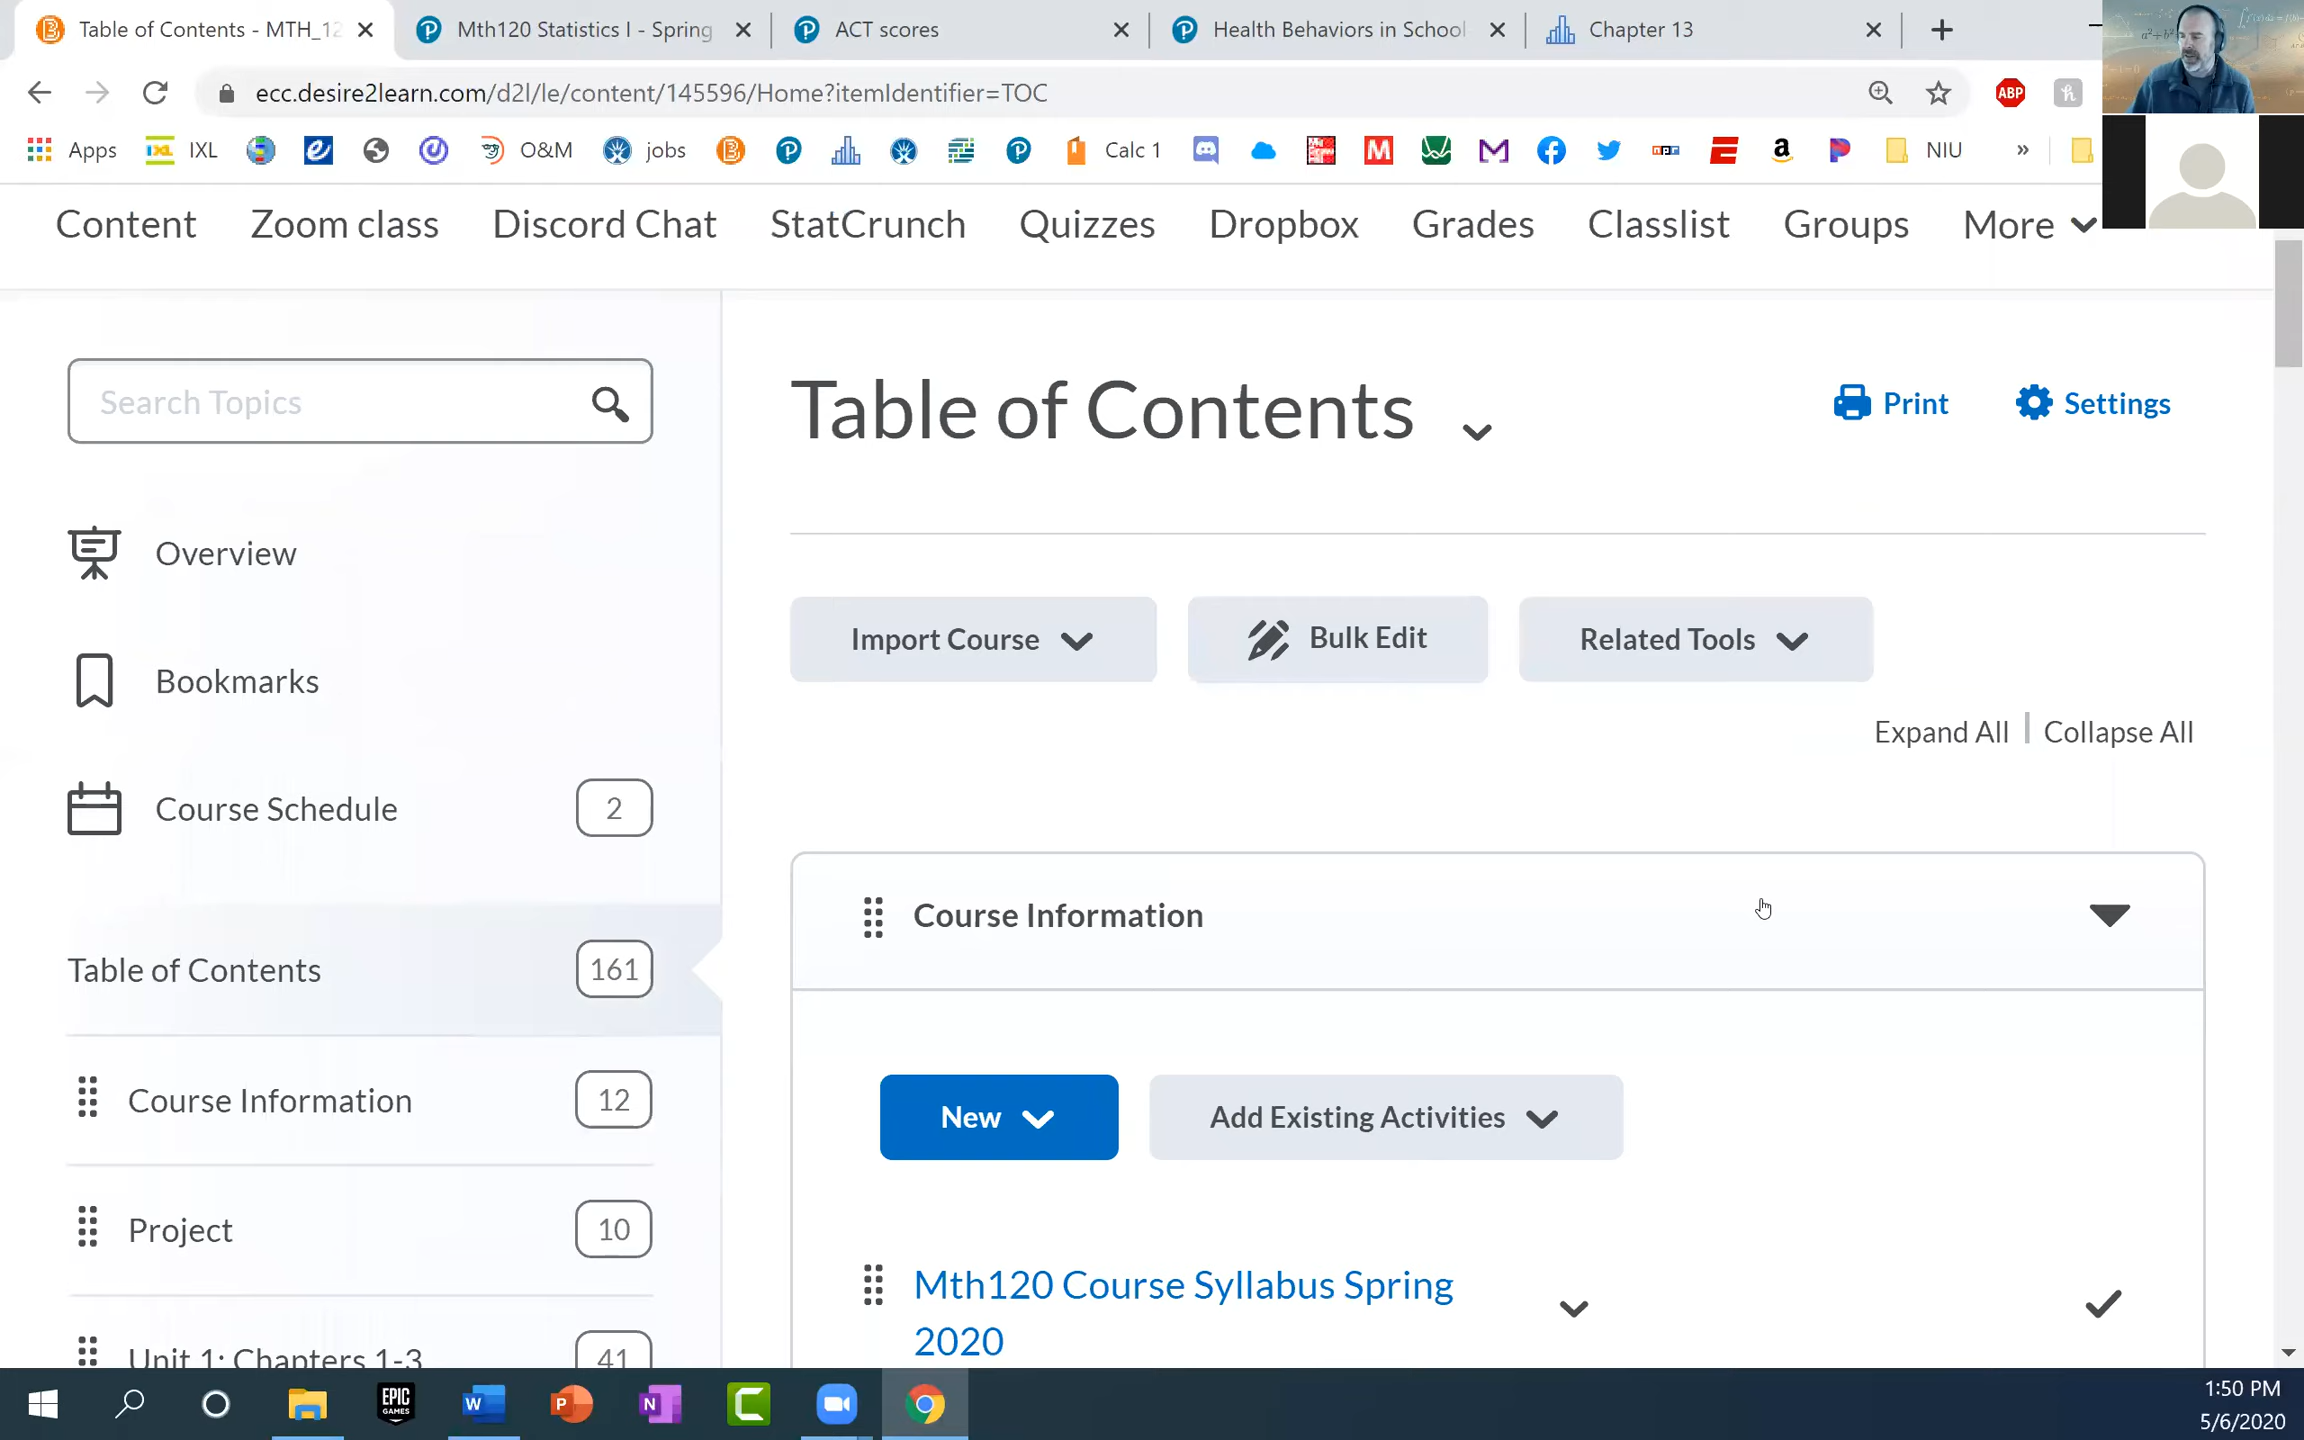 Table of Contents - MTH_12
Mth120 Statistics I - Spring
ACT scores
Health Behaviors in School
Chapter 13
ecc.desire2learn.com/d2l/le/content/145596/Home?itemIdentifier=TOC
ABP
Apps
IXL
IXL
O&M
jobs
Calc 1
npr
NIU
Content
Zoom class
Discord Chat
StatCrunch
Quizzes
Dropbox
Grades
Classlist
Groups
More
Search Topics
Table of Contents
Print
Settings
Overview
Import Course
Bulk Edit
Related Tools
Bookmarks
Expand All
Collapse All
Course Schedule
2
Course Information
Table of Contents
161
Course Information
12
New
Add Existing Activities
Project
10
Mth120 Course Syllabus Spring
2020
Unit 1: Chapters 1-3
41
EPIC
GAMES
1:50 PM
5/6/2020